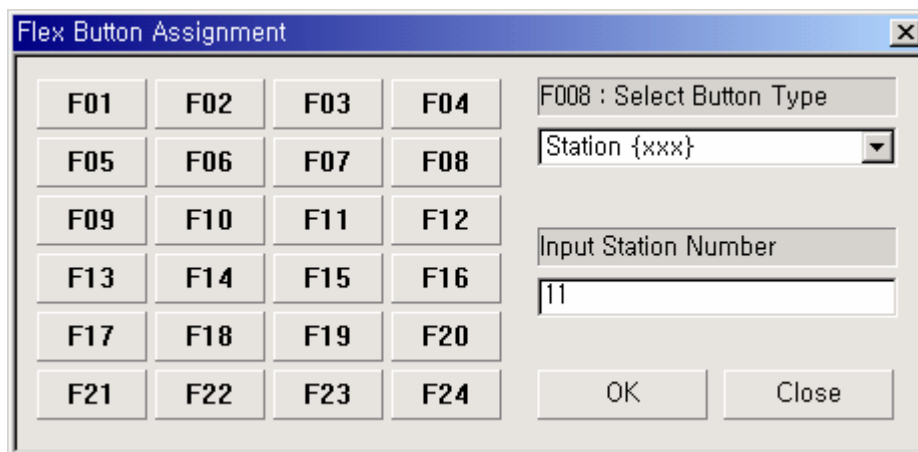 Flex Button Assignment
F01 F02 F03 F04
F008 : Select Button Type
Station {xxx}
F05 F06 F07 F08
F09 F10 F11 F12
Input Station Number
F13 F14 F15 F16
11
F17 F18 F19 F20
F21 F22 F23 F24
OK Close